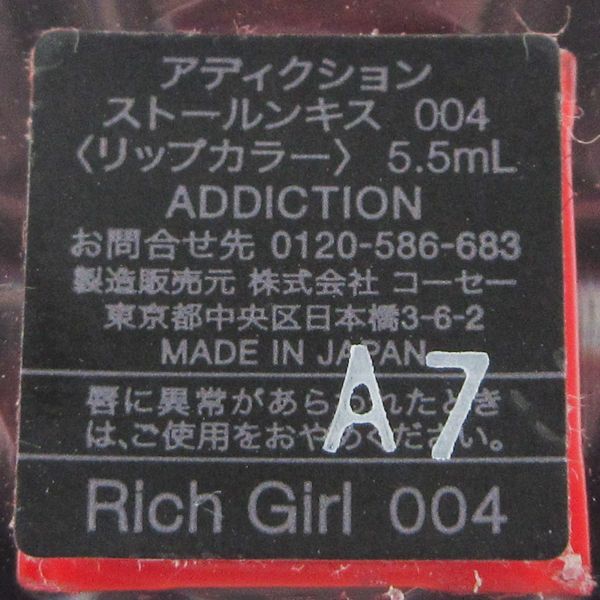 アディクション
ストールンキス 004
〈リップカラー〉 5.5mL
ADDICTION
お問合せ先 0120-586-683
製造販売元 株式会社 コーセー
東京都中央区日本橋3-6-2
MADE IN JAPAN
唇に異常があらわれたとき
は、ご使用をおやめください。
A7
Rich Girl 004